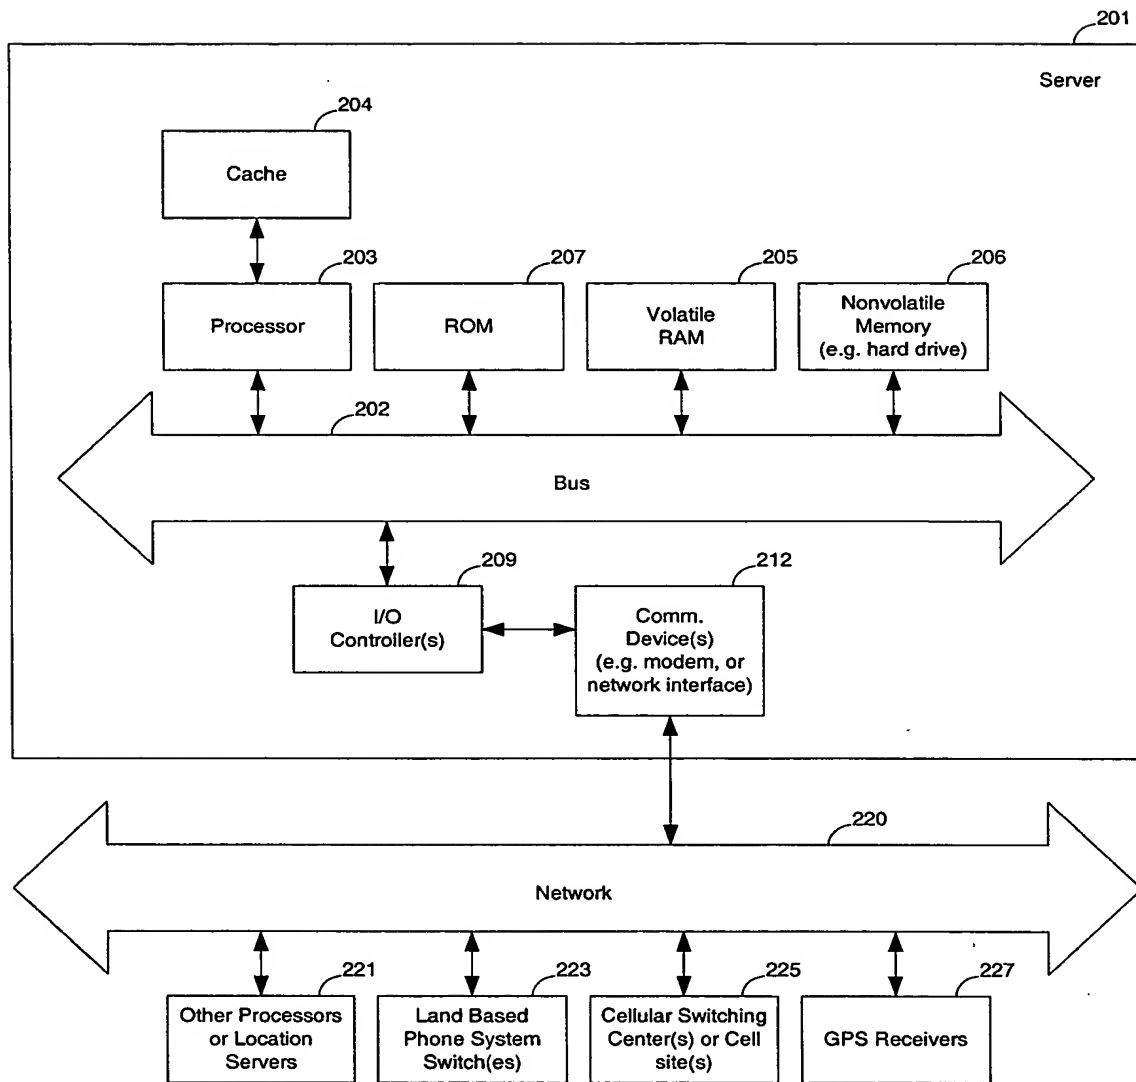 201
Server
204
Cache
203
207
205
206
Processor
ROM
Volatile
RAM
Nonvolatile
Memory
(e.g. hard drive)
202
Bus
209
212
I/O
Controller(s)
Comm.
Device(s)
(e.g. modem, or
network interface)
220
Network
221
223
225
227
Other Processors
or Location
Servers
Land Based
Phone System
Switch(es)
Cellular Switching
Center(s) or Cell
site(s)
GPS Receivers